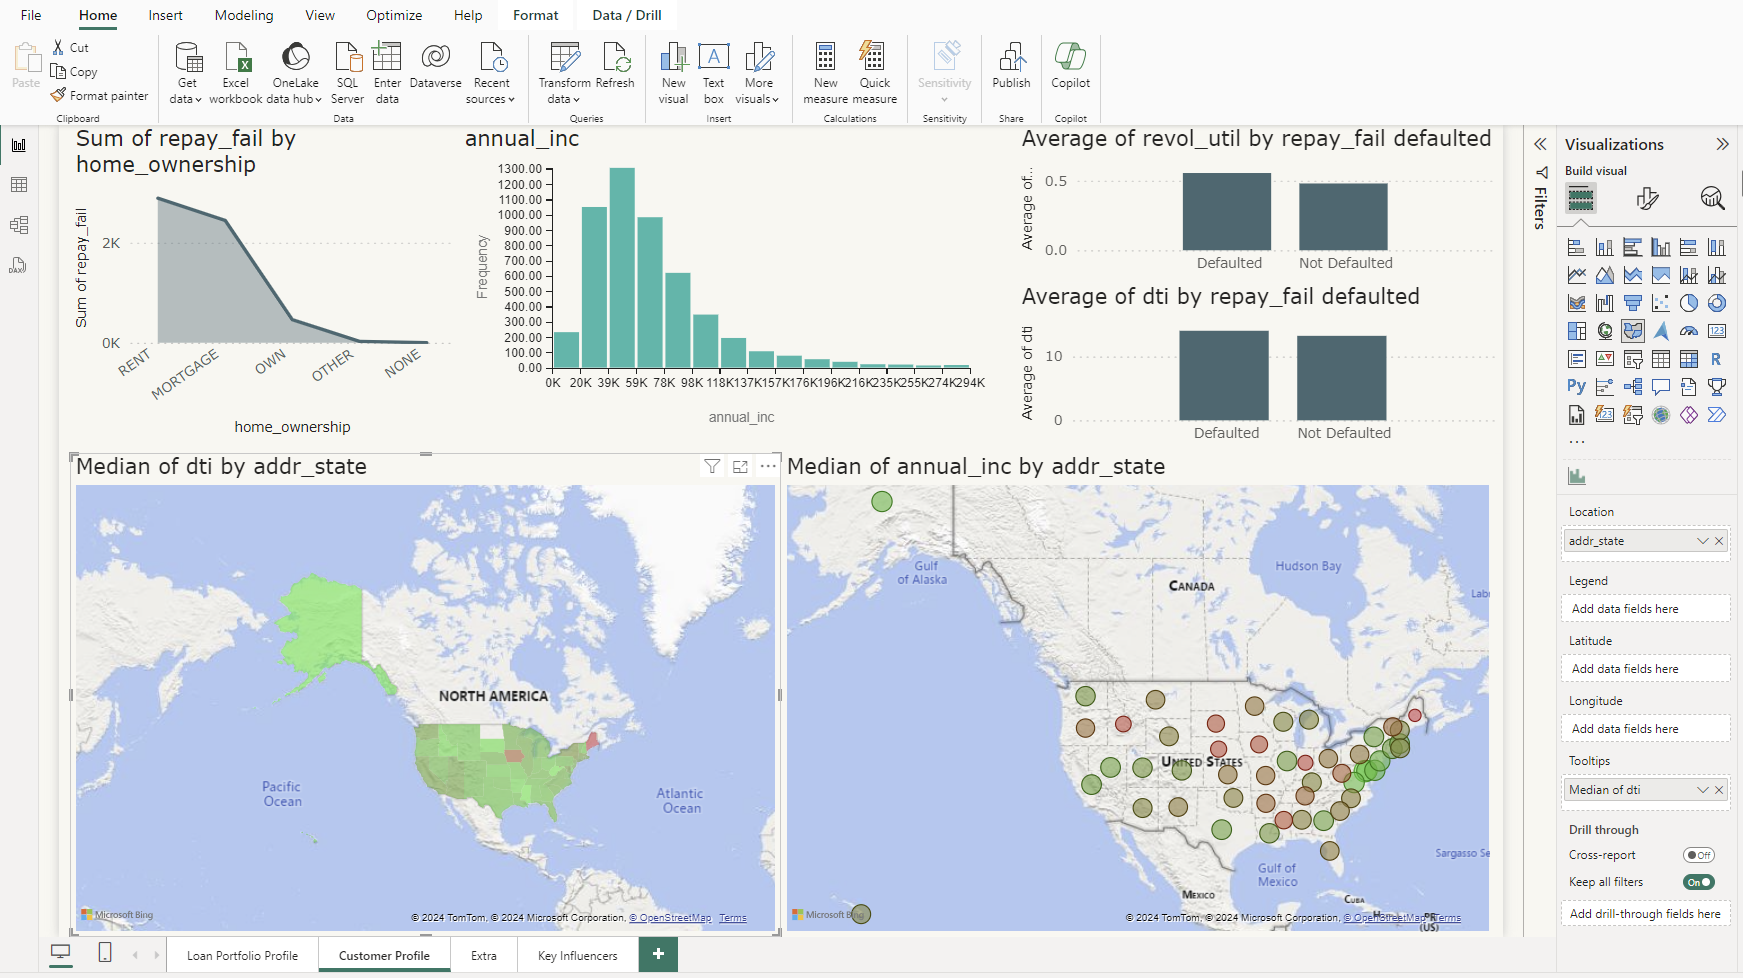 File Home Insert Modeling View Optimize Help Format Data / Drill
Paste
Cut
Copy
Format painter
Clipboard
Get data
Excel workbook
OneLake data hub
SQL Server
Enter data
Dataverse
Recent sources
Data
Transform data
Refresh
Queries
New visual
Text box
More visuals
Insert
New measure
Quick measure
Calculations
Sensitivity
Sensitivity
Publish
Share
Copilot
Copilot
Sum of repay_fail by
home_ownership
Sum of repay_fail
2K
0K
RENT
MORTGAGE
OWN
OTHER
NONE
home_ownership
annual_inc
Frequency
1300.00
1200.00
1100.00
1000.00
900.00
800.00
700.00
600.00
500.00
400.00
300.00
200.00
100.00
0.00
0K 20K 39K 59K 78K 98K 118K 137K 157K 176K 196K 216K 235K 255K 274K 294K
annual_inc
Average of revol_util by repay_fail defaulted
Average of...
0.5
0.0
Defaulted Not Defaulted
Average of dti by repay_fail defaulted
Average of dti
10
0
Defaulted Not Defaulted
Median of dti by addr_state
NORTH AMERICA
Pacific
Ocean
Atlantic
Ocean
Microsoft Bing
© 2024 TomTom, © 2024 Microsoft Corporation, © OpenStreetMap Terms
Median of annual_inc by addr_state
Gulf
of Alaska
CANADA
Hudson Bay
Lab
UNITED STATES
Gulf of
Mexico
MEXICO
CUBA
Sargasso Se
PR
(US)
Microsoft Bing
© 2024 TomTom, © 2024 Microsoft Corporation, © OpenStreetMap Terms
Filters
Visualizations
Build visual
123
R
Py
123
...
Location
addr_state
Legend
Add data fields here
Latitude
Add data fields here
Longitude
Add data fields here
Tooltips
Median of dti
Drill through
Cross-report Off
Keep all filters On
Add drill-through fields here
DAX
Loan Portfolio Profile Customer Profile Extra Key Influencers +